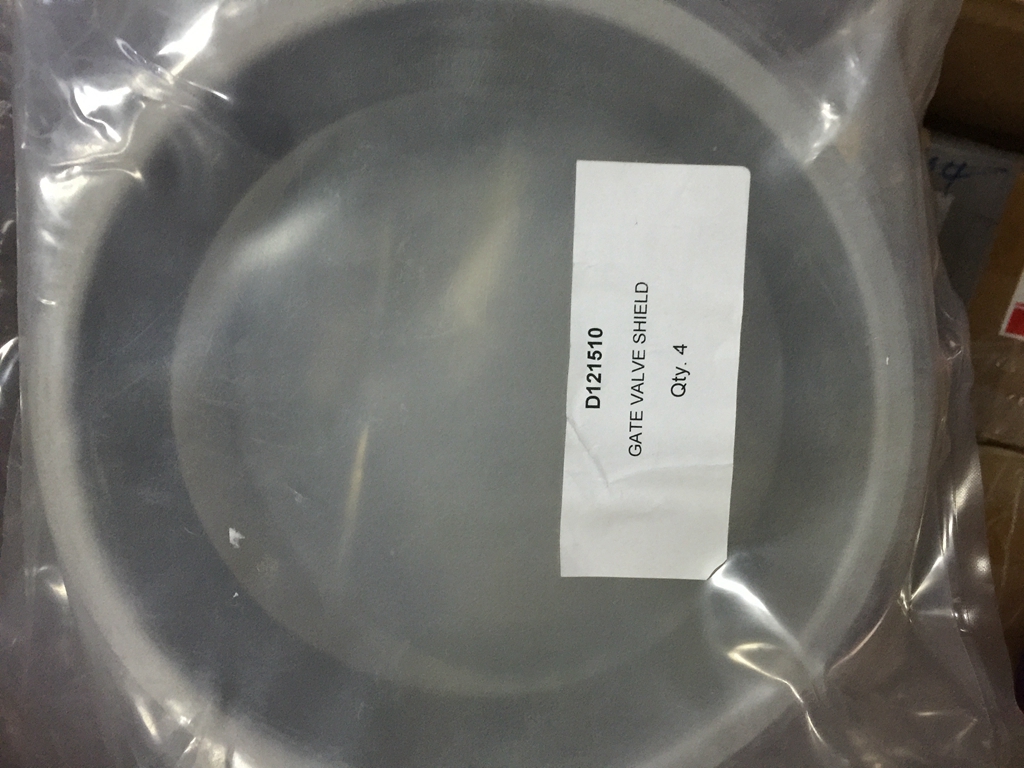 D121510
GATE VALVE SHIELD
Qty. 4